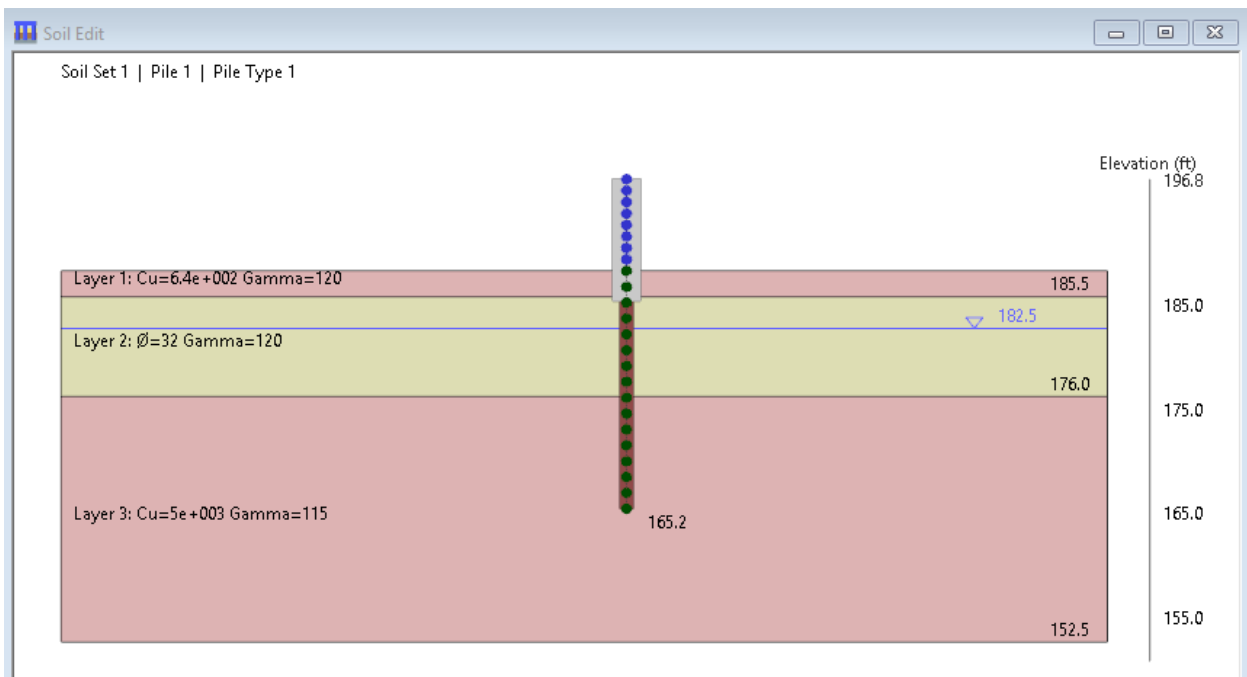 Soil Edit
Soil Set 1 | Pile 1 | Pile Type 1
Elevation (ft)
196.8
Layer 1: Cu=6.4e+002 Gamma=120
185.5
185.0
182.5
Layer 2: Ø=32 Gamma=120
176.0
175.0
Layer 3: Cu=5e+003 Gamma=115
165.2
165.0
155.0
152.5